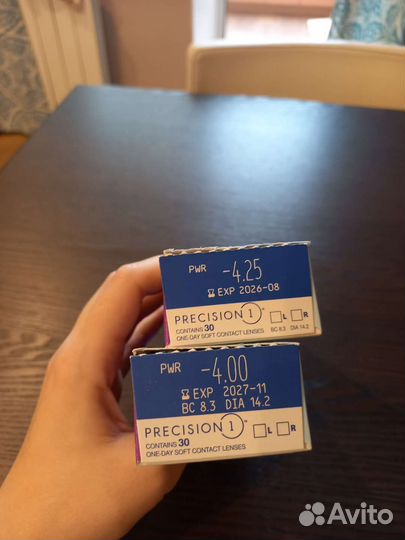 PWR -4.25
EXP 2026-08
PRECISION 1 L R
CONTAINS 30 BC 8.3 DIA 14.2
ONE-DAY SOFT CONTACT LENSES
PWR -4.00
EXP 2027-11
BC 8.3 DIA 14.2
PRECISION 1 L R
CONTAINS 30
ONE-DAY SOFT CONTACT LENSES
Avito